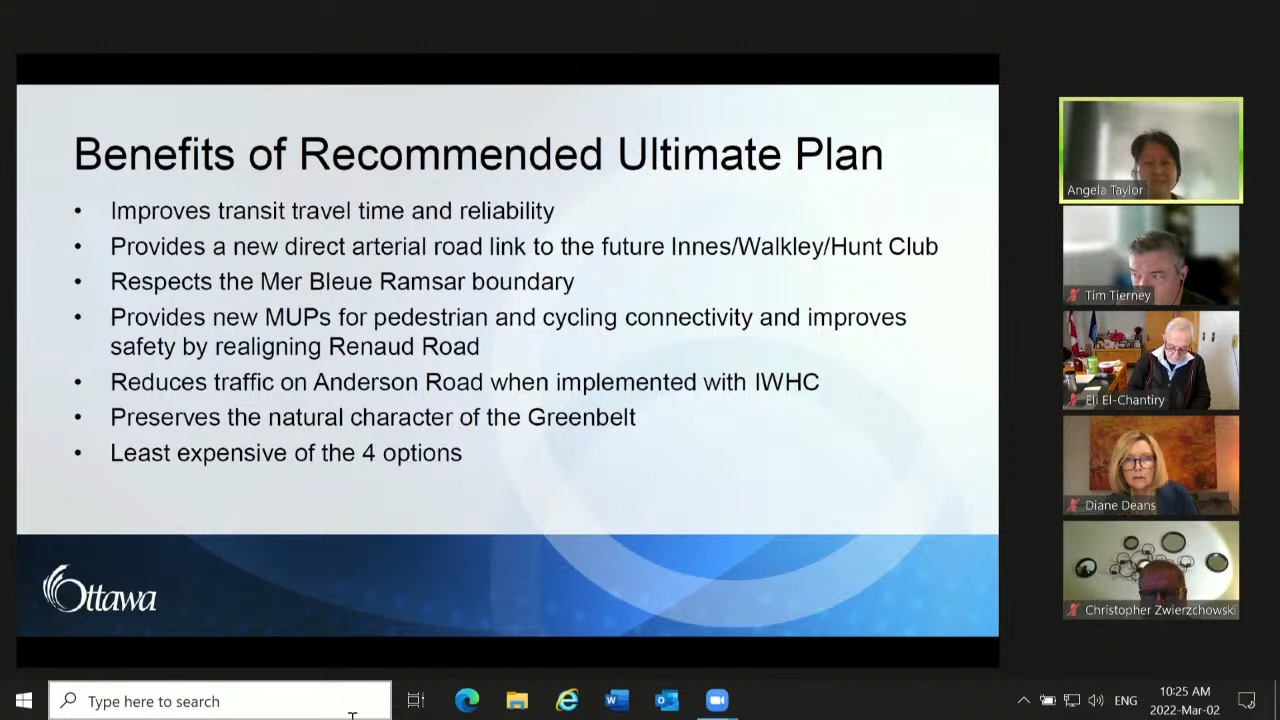 Benefits of Recommended Ultimate Plan
• Improves transit travel time and reliability
• Provides a new direct arterial road link to the future Innes/Walkley/Hunt Club
• Respects the Mer Bleue Ramsar boundary
• Provides new MUPs for pedestrian and cycling connectivity and improves
safety by realigning Renaud Road
• Reduces traffic on Anderson Road when implemented with IWHC
• Preserves the natural character of the Greenbelt
• Least expensive of the 4 options
Ottawa
Angela Taylor
Tim Tierney
Eli El-Chantiry
Diane Deans
Christopher Zwierzchowski
Type here to search
ENG
10:25 AM
2022-Mar-02